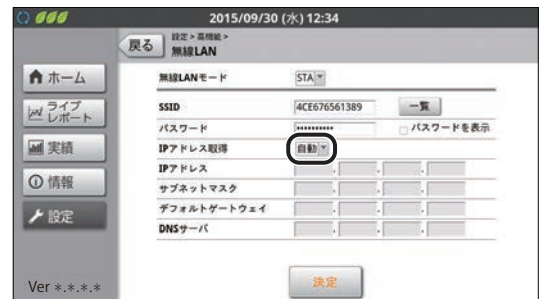 2015/09/30 (水) 12:34
戻る
設定 > 高機能 >
無線LAN
ホーム
ライブ
レポート
実績
情報
設定
Ver *.*.*.*
無線LANモード STA
SSID 4CE676561389 一覧
パスワード ********** パスワードを表示
IPアドレス取得 自動
IPアドレス . . .
サブネットマスク . . .
デフォルトゲートウェイ . . .
DNSサーバ . . .
決定